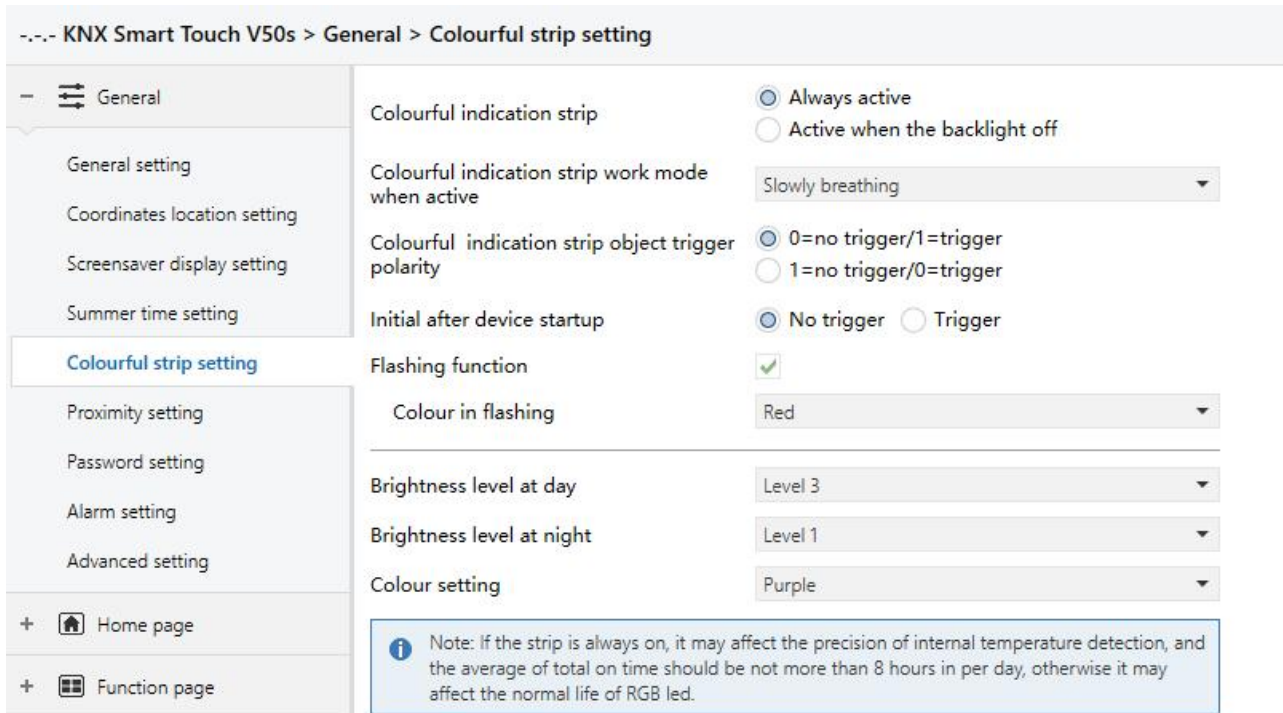 -.-.- KNX Smart Touch V50s > General > Colourful strip setting
General
General setting
Coordinates location setting
Screensaver display setting
Summer time setting
Colourful strip setting
Proximity setting
Password setting
Alarm setting
Advanced setting
Home page
Function page
Colourful indication strip
Always active
Active when the backlight off
Colourful indication strip work mode
when active
Slowly breathing
Colourful  indication strip object trigger
polarity
0=no trigger/1=trigger
1=no trigger/0=trigger
Initial after device startup
No trigger
Trigger
Flashing function
Colour in flashing
Red
Brightness level at day
Level 3
Brightness level at night
Level 1
Colour setting
Purple
Note: If the strip is always on, it may affect the precision of internal temperature detection, and
the average of total on time should be not more than 8 hours in per day, otherwise it may
affect the normal life of RGB led.